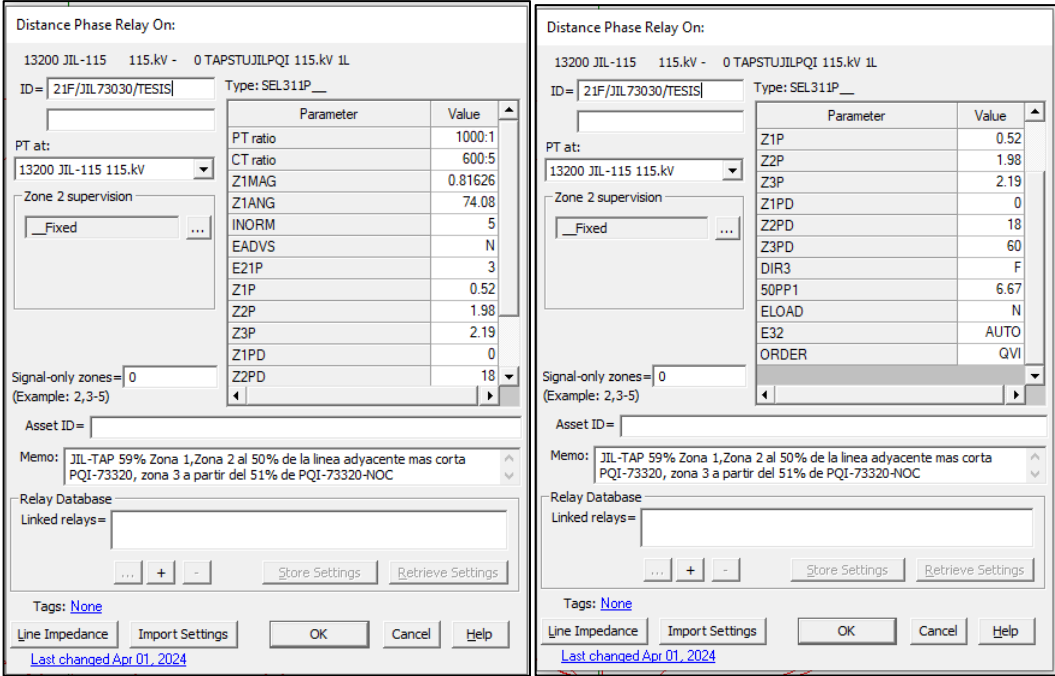 Distance Phase Relay On:
13200 JIL-115 115.kV - 0 TAPSTUJILPQI 115.kV 1L
ID= 21F/JIL73030/TESIS
Type: SEL311P__
PT at:
13200 JIL-115 115.kV
Zone 2 supervision
__Fixed
...
Signal-only zones= 0
(Example: 2,3-5)
Parameter Value
PT ratio 1000:1
CT ratio 600:5
Z1MAG 0.81626
Z1ANG 74.08
INORM 5
EADVS N
E21P 3
Z1P 0.52
Z2P 1.98
Z3P 2.19
Z1PD 0
Z2PD 18
Asset ID=
Memo: JIL-TAP 59% Zona 1,Zona 2 al 50% de la linea adyacente mas corta
PQI-73320, zona 3 a partir del 51% de PQI-73320-NOC
Relay Database
Linked relays=
... + - Store Settings Retrieve Settings
Tags: None
Line Impedance Import Settings OK Cancel Help
Last changed Apr 01, 2024
Distance Phase Relay On:
13200 JIL-115 115.kV - 0 TAPSTUJILPQI 115.kV 1L
ID= 21F/JIL73030/TESIS
Type: SEL311P__
PT at:
13200 JIL-115 115.kV
Zone 2 supervision
__Fixed
...
Signal-only zones= 0
(Example: 2,3-5)
Parameter Value
Z1P 0.52
Z2P 1.98
Z3P 2.19
Z1PD 0
Z2PD 18
Z3PD 60
DIR3 F
50PP1 6.67
ELOAD N
E32 AUTO
ORDER QVI
Asset ID=
Memo: JIL-TAP 59% Zona 1,Zona 2 al 50% de la linea adyacente mas corta
PQI-73320, zona 3 a partir del 51% de PQI-73320-NOC
Relay Database
Linked relays=
... + - Store Settings Retrieve Settings
Tags: None
Line Impedance Import Settings OK Cancel Help
Last changed Apr 01, 2024